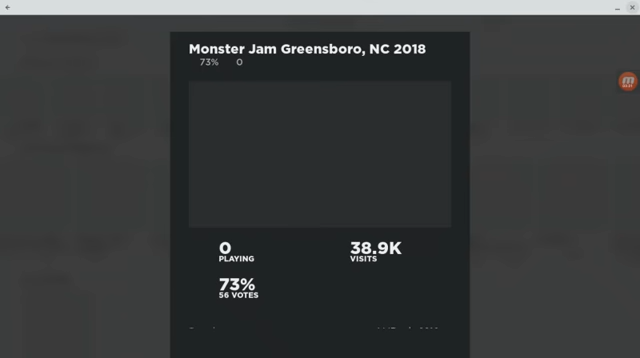 Monster Jam Greensboro, NC 2018
73% 0
0 38.9K
PLAYING VISITS
73%
56 VOTES